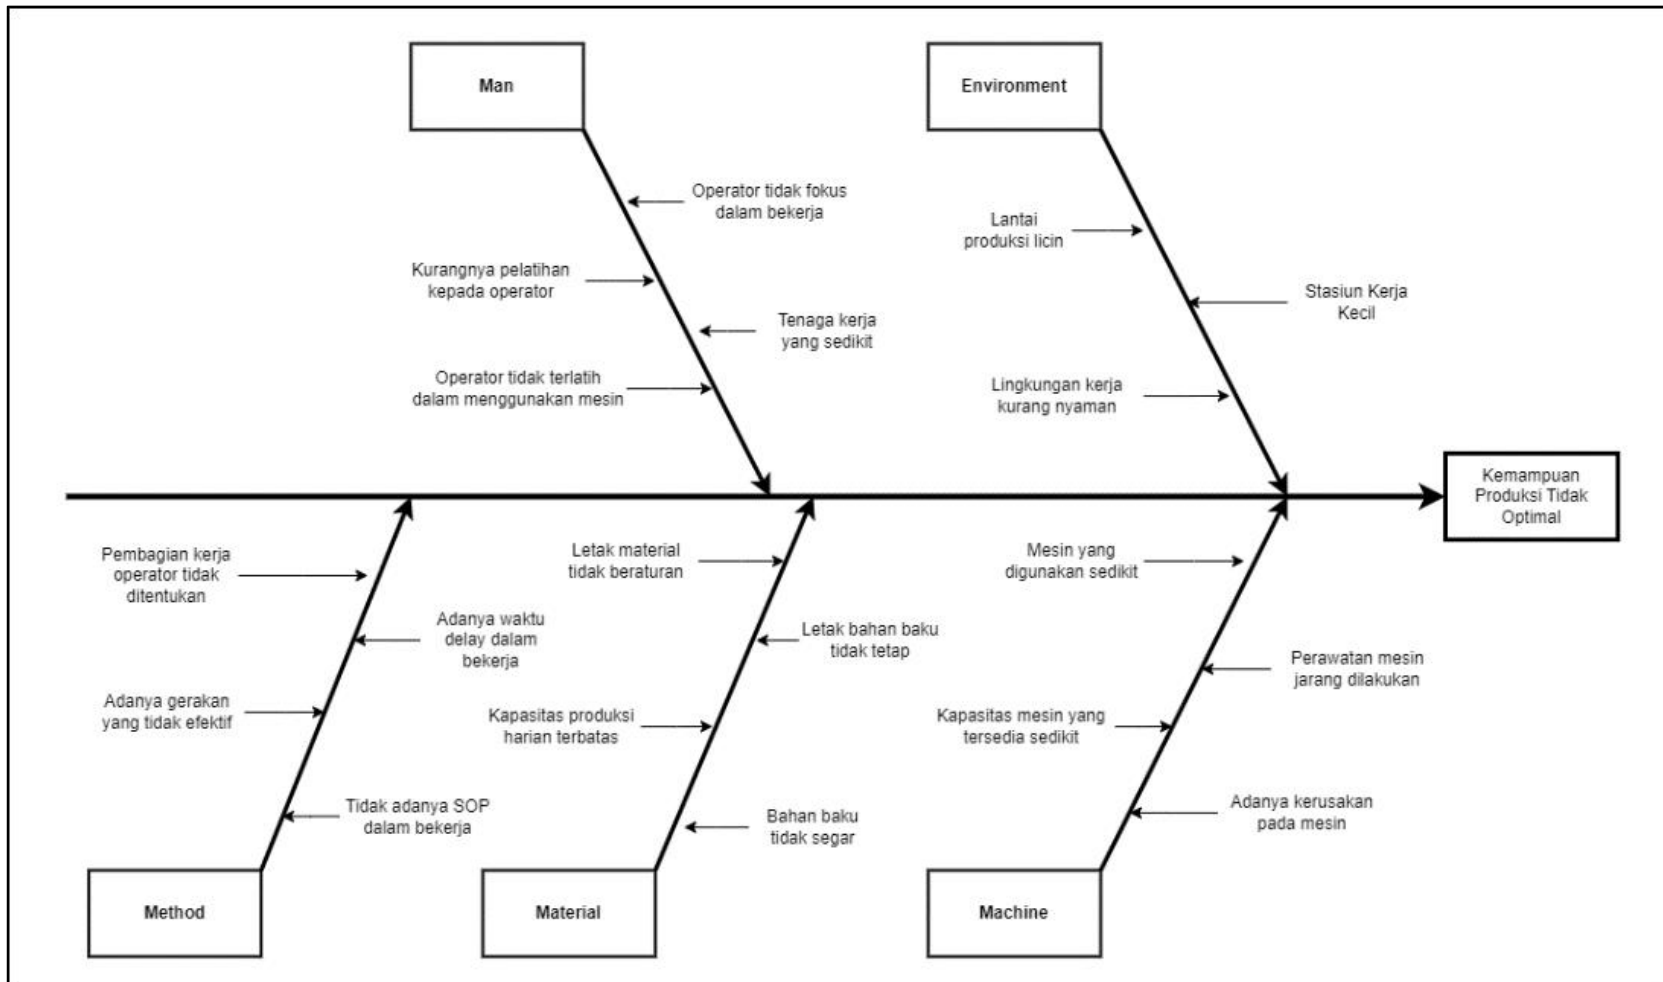 Man
Environment
Operator tidak fokus
dalam bekerja
Lantai
produksi licin
Kurangnya pelatihan
kepada operator
Stasiun Kerja
Kecil
Tenaga kerja
yang sedikit
Operator tidak terlatih
dalam menggunakan mesin
Lingkungan kerja
kurang nyaman
Kemampuan
Produksi Tidak
Optimal
Pembagian kerja
operator tidak
ditentukan
Letak material
tidak beraturan
Mesin yang
digunakan sedikit
Adanya waktu
delay dalam
bekerja
Letak bahan baku
tidak tetap
Perawatan mesin
jarang dilakukan
Adanya gerakan
yang tidak efektif
Kapasitas produksi
harian terbatas
Kapasitas mesin yang
tersedia sedikit
Tidak adanya SOP
dalam bekerja
Bahan baku
tidak segar
Adanya kerusakan
pada mesin
Method
Material
Machine